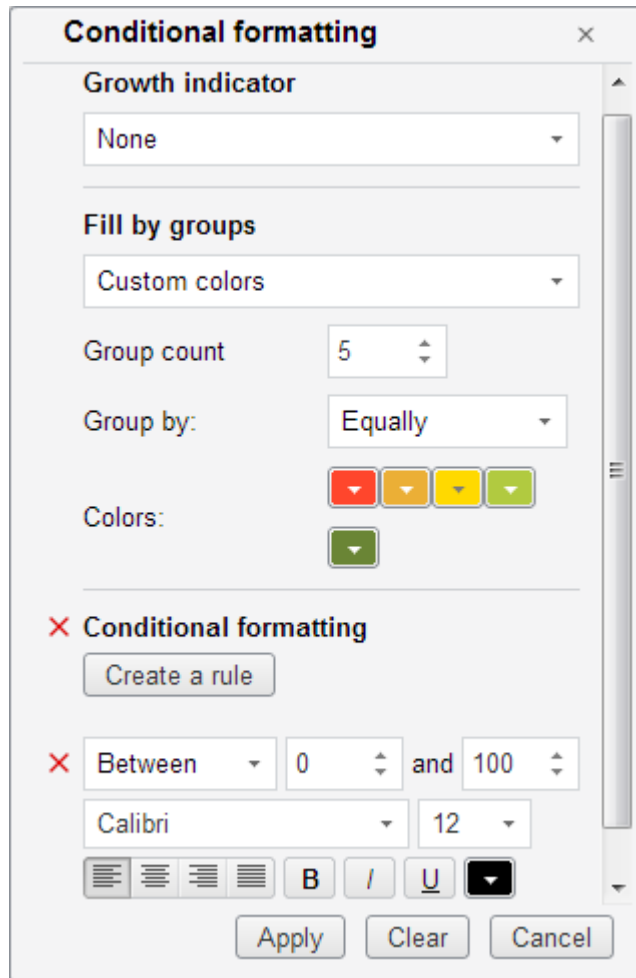 Conditional formatting ×
Growth indicator
None
Fill by groups
Custom colors
Group count 5
Group by: Equally
Colors:
Conditional formatting
Create a rule
Between 0 and 100
Calibri 12
B I U
Apply Clear Cancel